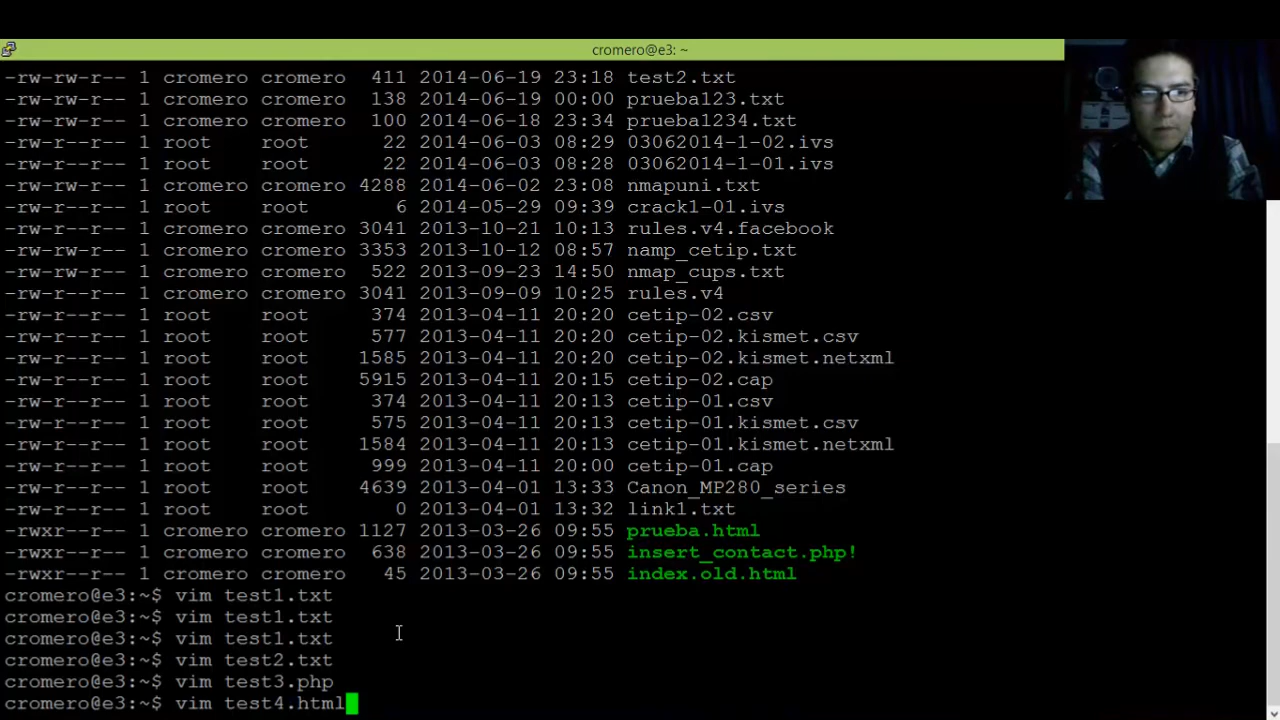 cromero@e3: ~
-rw-rw-r-- 1 cromero cromero  411 2014-06-19 23:18 test2.txt
-rw-rw-r-- 1 cromero cromero  138 2014-06-19 00:00 prueba123.txt
-rw-rw-r-- 1 cromero cromero  100 2014-06-18 23:34 prueba1234.txt
-rw-r--r-- 1 root    root      22 2014-06-03 08:29 03062014-1-02.ivs
-rw-r--r-- 1 root    root      22 2014-06-03 08:28 03062014-1-01.ivs
-rw-rw-r-- 1 cromero cromero 4288 2014-06-02 23:08 nmapuni.txt
-rw-r--r-- 1 root    root       6 2014-05-29 09:39 crack1-01.ivs
-rw-r--r-- 1 cromero cromero 3041 2013-10-21 10:13 rules.v4.facebook
-rw-rw-r-- 1 cromero cromero 3353 2013-10-12 08:57 namp_cetip.txt
-rw-rw-r-- 1 cromero cromero  522 2013-09-23 14:50 nmap_cups.txt
-rw-r--r-- 1 cromero cromero 3041 2013-09-09 10:25 rules.v4
-rw-r--r-- 1 root    root     374 2013-04-11 20:20 cetip-02.csv
-rw-r--r-- 1 root    root     577 2013-04-11 20:20 cetip-02.kismet.csv
-rw-r--r-- 1 root    root    1585 2013-04-11 20:20 cetip-02.kismet.netxml
-rw-r--r-- 1 root    root    5915 2013-04-11 20:15 cetip-02.cap
-rw-r--r-- 1 root    root     374 2013-04-11 20:13 cetip-01.csv
-rw-r--r-- 1 root    root     575 2013-04-11 20:13 cetip-01.kismet.csv
-rw-r--r-- 1 root    root    1584 2013-04-11 20:13 cetip-01.kismet.netxml
-rw-r--r-- 1 root    root     999 2013-04-11 20:00 cetip-01.cap
-rw-r--r-- 1 root    root    4639 2013-04-01 13:33 Canon_MP280_series
-rw-r--r-- 1 root    root       0 2013-04-01 13:32 link1.txt
-rwxr--r-- 1 cromero cromero 1127 2013-03-26 09:55 prueba.html
-rwxr--r-- 1 cromero cromero  638 2013-03-26 09:55 insert_contact.php!
-rwxr--r-- 1 cromero cromero   45 2013-03-26 09:55 index.old.html
cromero@e3:~$ vim test1.txt
cromero@e3:~$ vim test1.txt
cromero@e3:~$ vim test1.txt
cromero@e3:~$ vim test2.txt
cromero@e3:~$ vim test3.php
cromero@e3:~$ vim test4.html